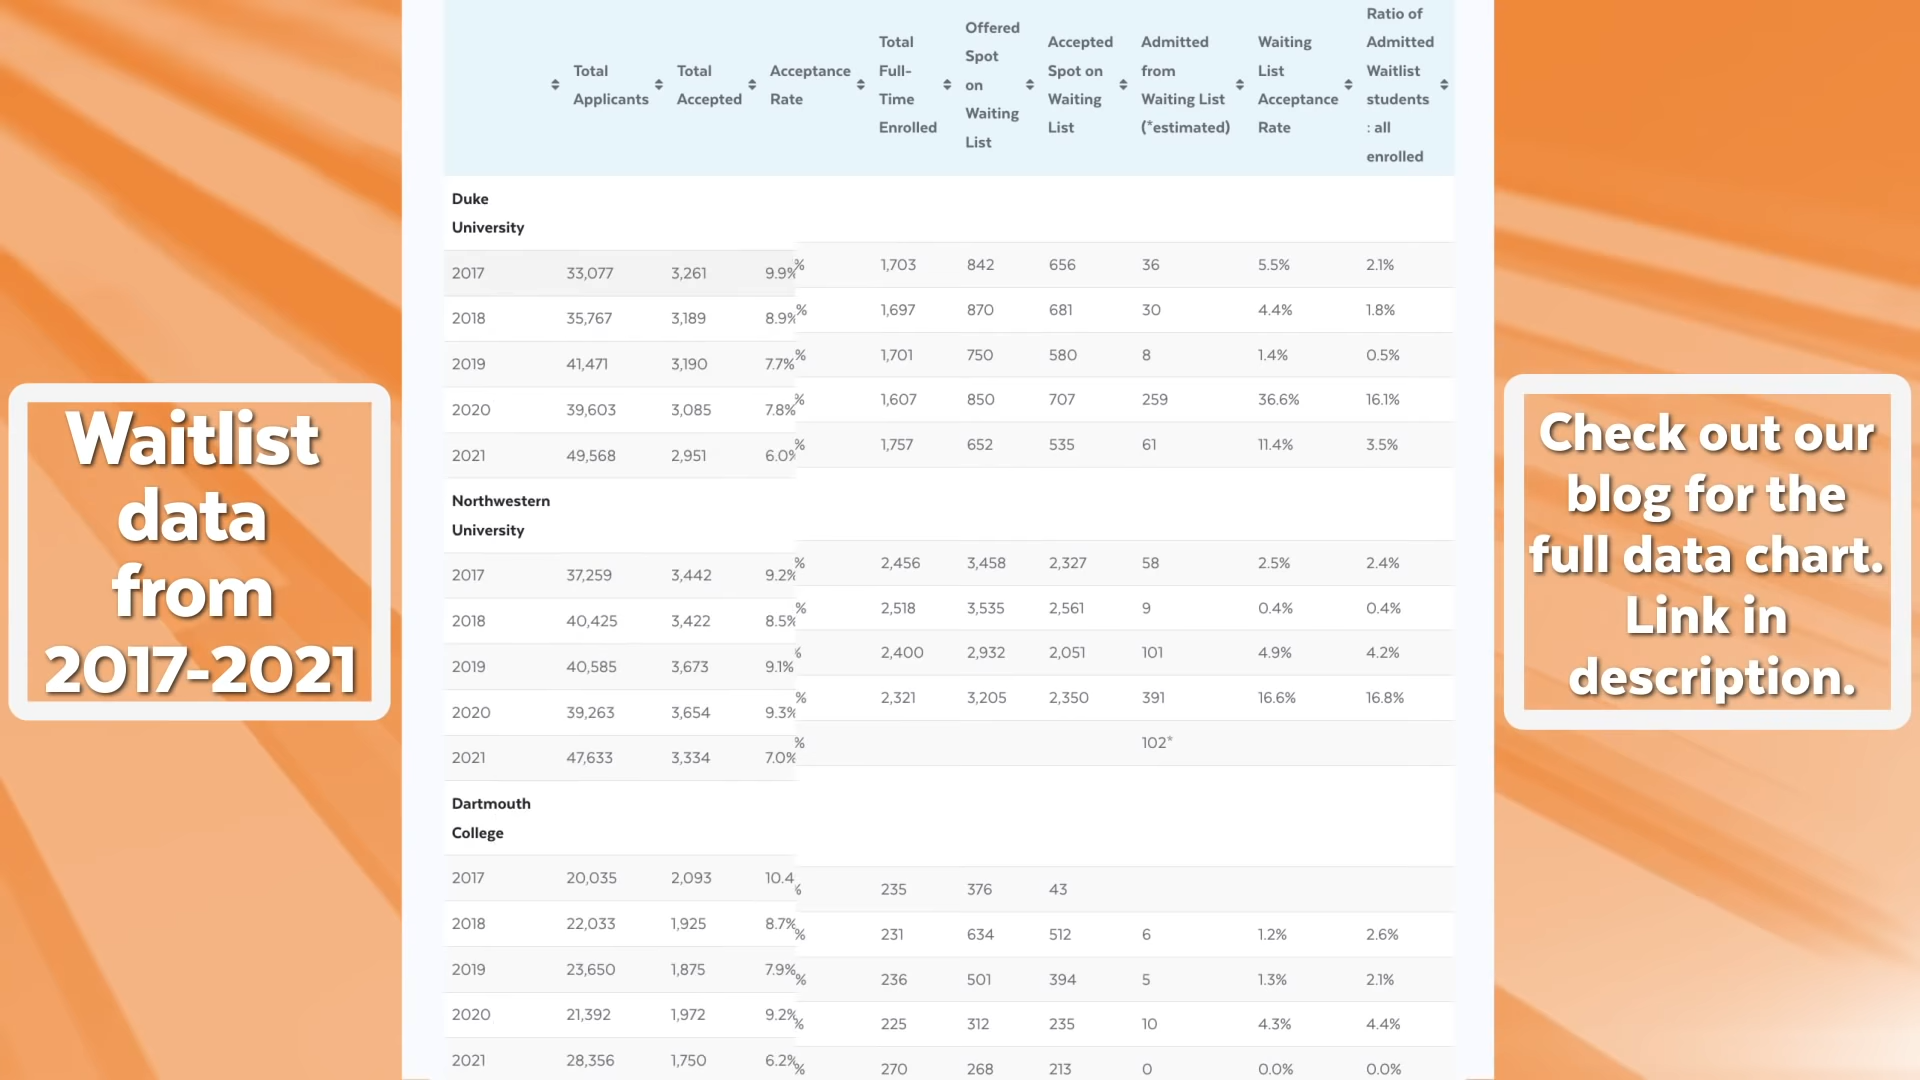 Total Applicants
Total Accepted
Acceptance Rate
Total Full-Time Enrolled
Offered Spot on Waiting List
Accepted Spot on Waiting List
Admitted from Waiting List (*estimated)
Waiting List Acceptance Rate
Ratio of Admitted Waitlist students : all enrolled
Duke
University
2017 33,077 3,261 9.9% % 1,703 842 656 36 5.5% 2.1%
2018 35,767 3,189 8.9% % 1,697 870 681 30 4.4% 1.8%
2019 41,471 3,190 7.7% % 1,701 750 580 8 1.4% 0.5%
2020 39,603 3,085 7.8% % 1,607 850 707 259 36.6% 16.1%
2021 49,568 2,951 6.0% % 1,757 652 535 61 11.4% 3.5%
Northwestern
University
2017 37,259 3,442 9.2% % 2,456 3,458 2,327 58 2.5% 2.4%
2018 40,425 3,422 8.5% % 2,518 3,535 2,561 9 0.4% 0.4%
2019 40,585 3,673 9.1% % 2,400 2,932 2,051 101 4.9% 4.2%
2020 39,263 3,654 9.3% % 2,321 3,205 2,350 391 16.6% 16.8%
2021 47,633 3,334 7.0% % 102*
Dartmouth
College
2017 20,035 2,093 10.4 % 235 376 43
2018 22,033 1,925 8.7% % 231 634 512 6 1.2% 2.6%
2019 23,650 1,875 7.9% % 236 501 394 5 1.3% 2.1%
2020 21,392 1,972 9.2% % 225 312 235 10 4.3% 4.4%
2021 28,356 1,750 6.2% % 270 268 213 0 0.0% 0.0%
Waitlist
data
from
2017-2021
Check out our
blog for the
full data chart.
Link in
description.